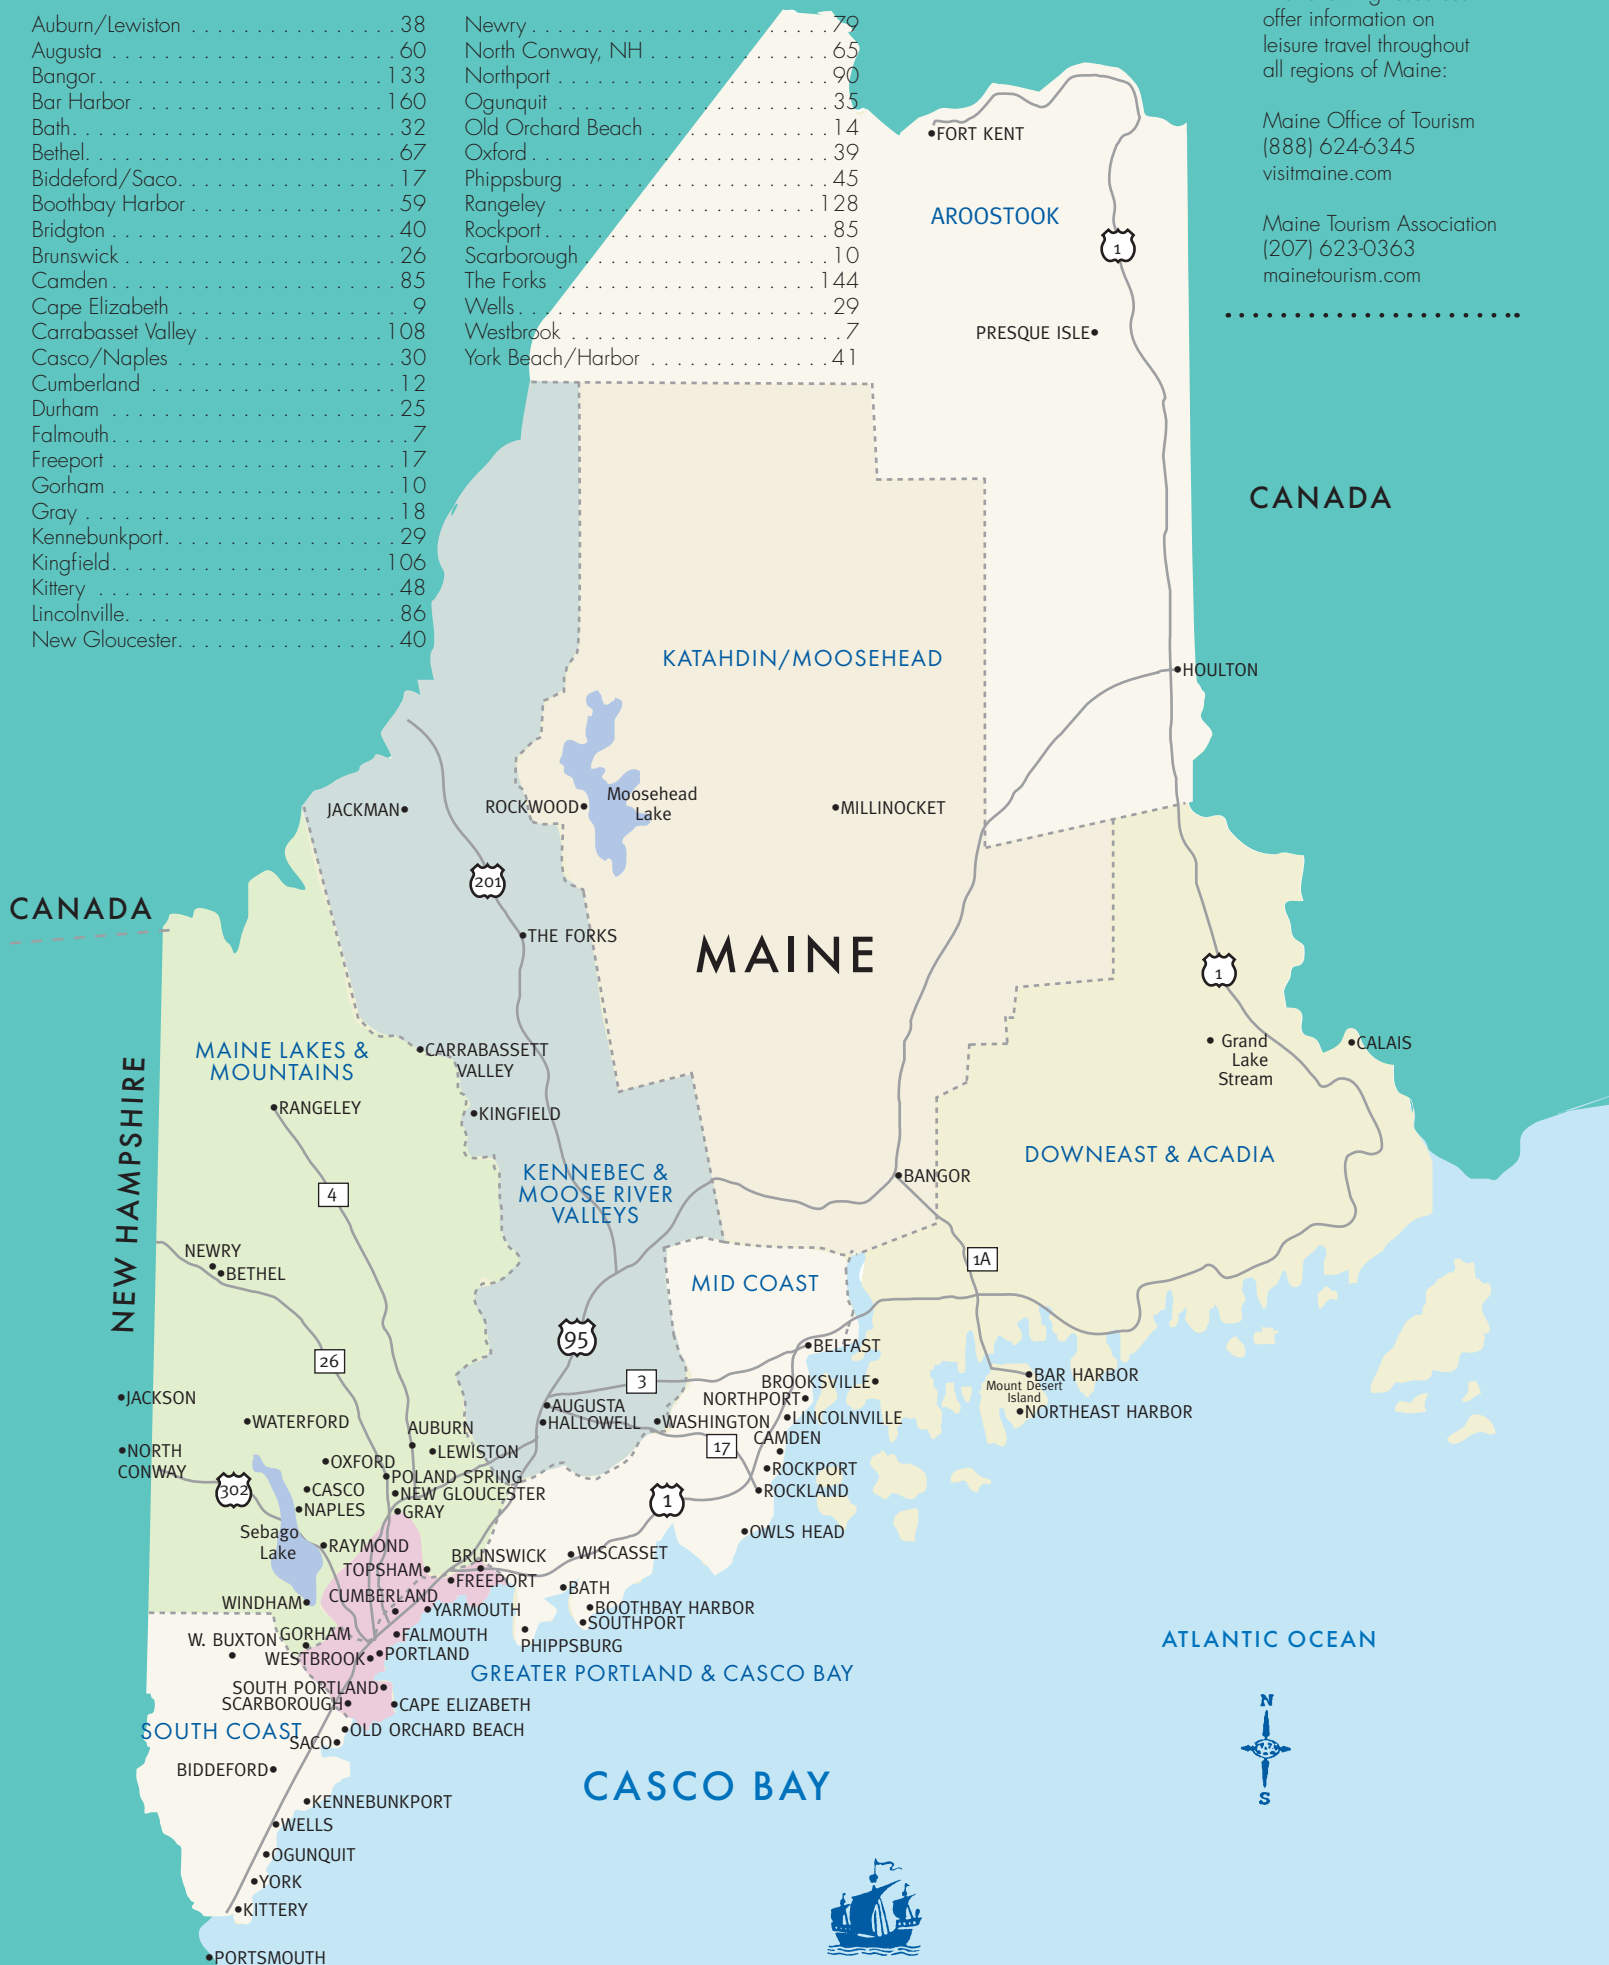 Auburn/Lewiston . . . . . . . . . . . . . . . . 38
Augusta . . . . . . . . . . . . . . . . . . . . . . . 60
Bangor . . . . . . . . . . . . . . . . . . . . . . . 133
Bar Harbor . . . . . . . . . . . . . . . . . . . 160
Bath. . . . . . . . . . . . . . . . . . . . . . . . . . 32
Bethel. . . . . . . . . . . . . . . . . . . . . . . . . 67
Biddeford/Saco. . . . . . . . . . . . . . . . . 17
Boothbay Harbor . . . . . . . . . . . . . . . . 59
Bridgton . . . . . . . . . . . . . . . . . . . . . . . 40
Brunswick . . . . . . . . . . . . . . . . . . . . . . 26
Camden . . . . . . . . . . . . . . . . . . . . . . . 85
Cape Elizabeth . . . . . . . . . . . . . . . . . . . 9
Carrabasset Valley . . . . . . . . . . . . . . 108
Casco/Naples . . . . . . . . . . . . . . . . . . 30
Cumberland . . . . . . . . . . . . . . . . . . . . 12
Durham . . . . . . . . . . . . . . . . . . . . . . . 25
Falmouth . . . . . . . . . . . . . . . . . . . . . . . . 7
Freeport . . . . . . . . . . . . . . . . . . . . . . . 17
Gorham . . . . . . . . . . . . . . . . . . . . . . . 10
Gray . . . . . . . . . . . . . . . . . . . . . . . . . 18
Kennebunkport. . . . . . . . . . . . . . . . . . 29
Kingfield . . . . . . . . . . . . . . . . . . . . . . 106
Kittery . . . . . . . . . . . . . . . . . . . . . . . . 48
Lincolnville. . . . . . . . . . . . . . . . . . . . . . 86
New Gloucester. . . . . . . . . . . . . . . . . 40
Newry . . . . . . . . . . . . . . . . . . . . . . . . 79
North Conway, NH . . . . . . . . . . . . . . 65
Northport . . . . . . . . . . . . . . . . . . . . . . 90
Ogunquit . . . . . . . . . . . . . . . . . . . . . . 35
Old Orchard Beach . . . . . . . . . . . . . . 14
Oxford . . . . . . . . . . . . . . . . . . . . . . . . 39
Phippsburg . . . . . . . . . . . . . . . . . . . . . 45
Rangeley . . . . . . . . . . . . . . . . . . . . . 128
Rockport . . . . . . . . . . . . . . . . . . . . . . . 85
Scarborough . . . . . . . . . . . . . . . . . . . 10
The Forks . . . . . . . . . . . . . . . . . . . . . 144
Wells . . . . . . . . . . . . . . . . . . . . . . . . . 29
Westbrook . . . . . . . . . . . . . . . . . . . . . . 7
York Beach/Harbor . . . . . . . . . . . . . . 41
offer information on
leisure travel throughout
all regions of Maine:
Maine Office of Tourism
(888) 624-6345
visitmaine.com
Maine Tourism Association
(207) 623-0363
mainetourism.com
FORT KENT
AROOSTOOK
1
PRESQUE ISLE
CANADA
KATAHDIN/MOOSEHEAD
HOULTON
JACKMAN
ROCKWOOD
Moosehead
Lake
MILLINOCKET
201
CANADA
THE FORKS
MAINE
1
NEW HAMPSHIRE
MAINE LAKES &
MOUNTAINS
CARRABASSETT
VALLEY
Grand
Lake
Stream
CALAIS
RANGELEY
KINGFIELD
4
KENNEBEC &
MOOSE RIVER
VALLEYS
BANGOR
DOWNEAST & ACADIA
NEWRY
BETHEL
1A
MID COAST
95
26
3
BELFAST
BROOKSVILLE
BAR HARBOR
Mount Desert
Island
JACKSON
NORTHPORT
AUGUSTA
NORTHEAST HARBOR
WATERFORD
HALLOWELL
WASHINGTON
LINCOLNVILLE
AUBURN
LEWISTON
17
CAMDEN
NORTH
CONWAY
OXFORD
ROCKPORT
POLAND SPRING
302
CASCO
NEW GLOUCESTER
ROCKLAND
1
NAPLES
GRAY
Sebago
Lake
OWLS HEAD
RAYMOND
BRUNSWICK
WISCASSET
TOPSHAM
FREEPORT
BATH
WINDHAM
CUMBERLAND
YARMOUTH
BOOTHBAY HARBOR
SOUTHPORT
W. BUXTON
GORHAM
FALMOUTH
PHIPPSBURG
WESTBROOK
PORTLAND
ATLANTIC OCEAN
GREATER PORTLAND & CASCO BAY
SOUTH PORTLAND
SCARBOROUGH
CAPE ELIZABETH
N
S
SOUTH COAST
OLD ORCHARD BEACH
SACO
BIDDEFORD
CASCO BAY
KENNEBUNKPORT
WELLS
OGUNQUIT
YORK
KITTERY
PORTSMOUTH